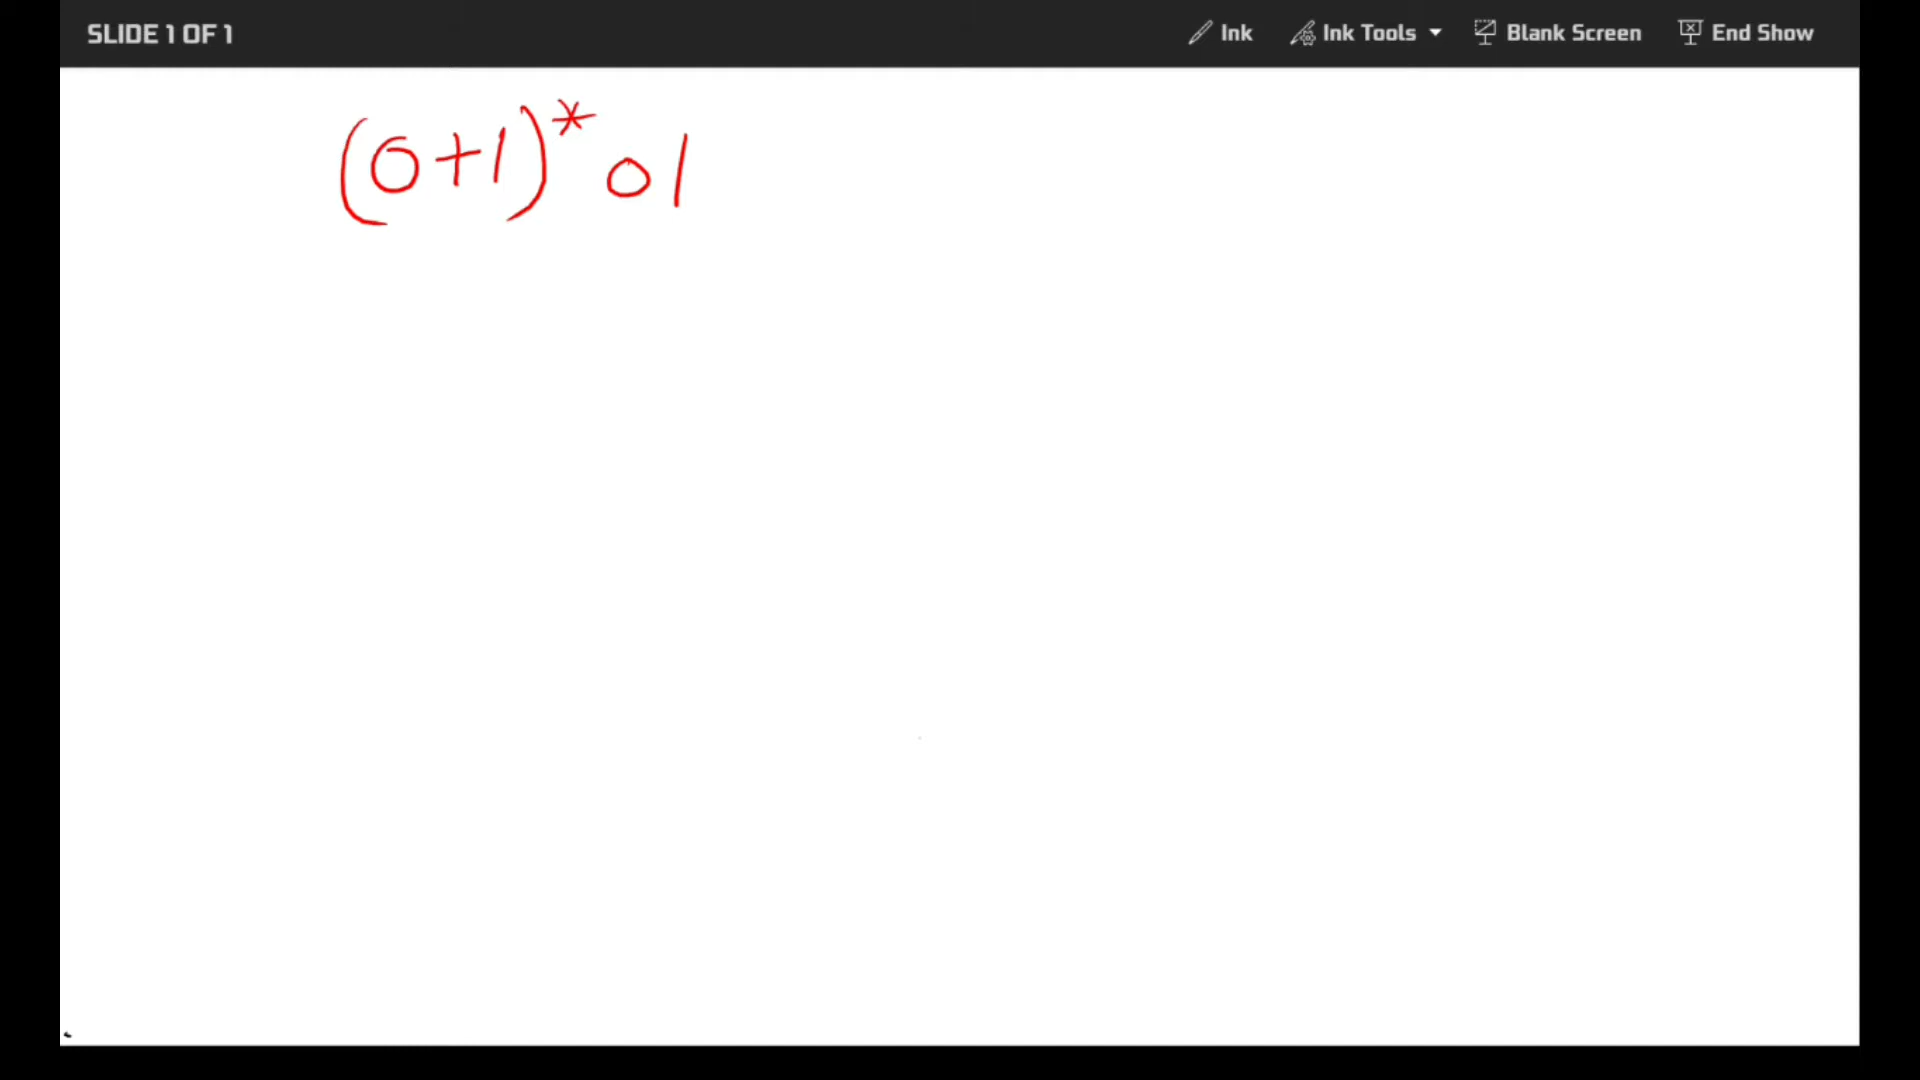 SLIDE 1 OF 1 Ink Ink Tools Blank Screen End Show
(0+1)* 01